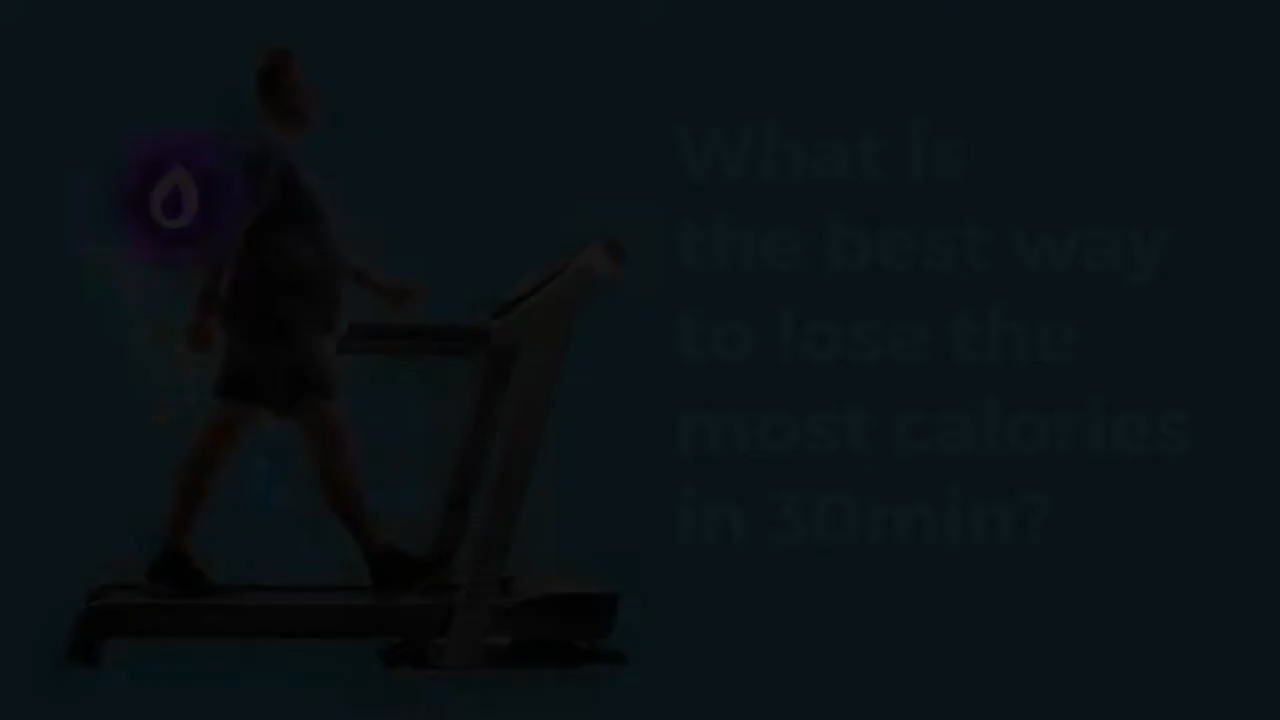 What is
the best way
to lose the
most calories
in 30min?